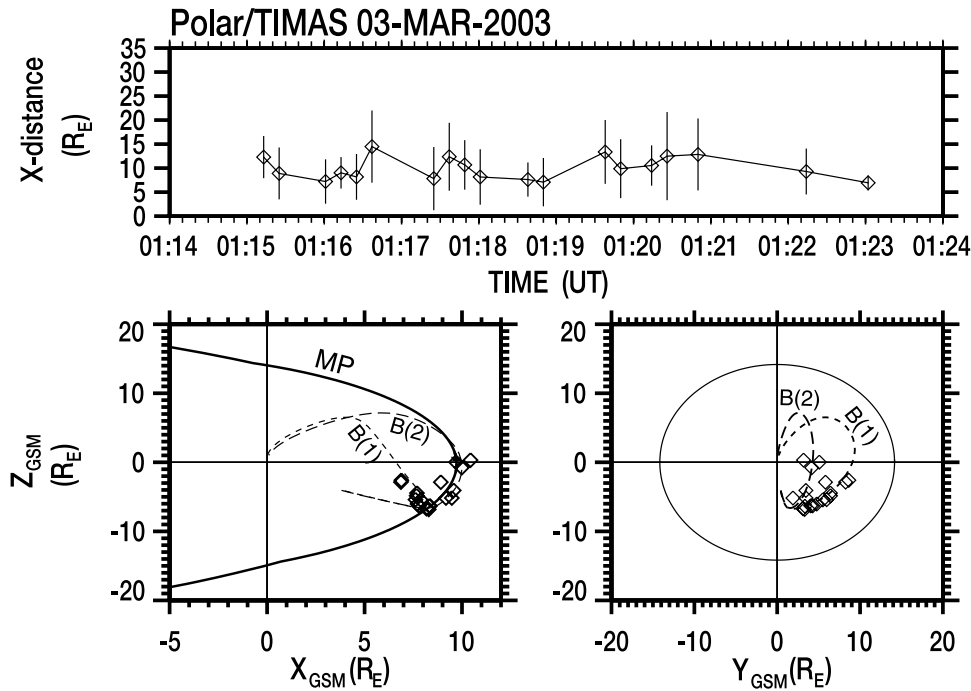 Polar/TIMAS 03-MAR-2003
X-distance
(R_E)
35
30
25
20
15
10
5
0
01:14 01:15 01:16 01:17 01:18 01:19 01:20 01:21 01:22 01:23 01:24
TIME (UT)
Z_GSM
(R_E)
20
10
0
-10
-20
MP
B(1)
B(2)
-5 0 5 10
X_GSM(R_E)
20
10
0
-10
-20
B(2)
B(1)
-20 -10 0 10 20
Y_GSM(R_E)